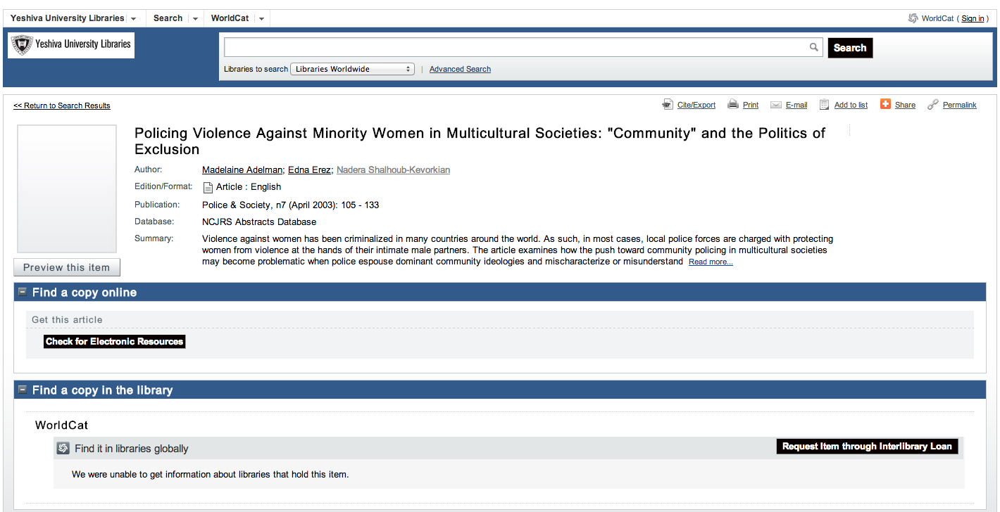 Yeshiva University Libraries Search WorldCat WorldCat ( Sign in )
Yeshiva University Libraries
Search
Libraries to search Libraries Worldwide | Advanced Search
<< Return to Search Results Cite/Export Print E-mail Add to list Share Permalink
Policing Violence Against Minority Women in Multicultural Societies: "Community" and the Politics of
Exclusion
Author: Madelaine Adelman; Edna Erez; Nadera Shalhoub-Kevorkian
Edition/Format: Article : English
Publication: Police & Society, n7 (April 2003): 105 - 133
Database: NCJRS Abstracts Database
Summary: Violence against women has been criminalized in many countries around the world. As such, in most cases, local police forces are charged with protecting
women from violence at the hands of their intimate male partners. The article examines how the push toward community policing in multicultural societies
may become problematic when police espouse dominant community ideologies and mischaracterize or misunderstand Read more...
Preview this item
Find a copy online
Get this article
Check for Electronic Resources
Find a copy in the library
WorldCat
Find it in libraries globally Request Item through Interlibrary Loan
We were unable to get information about libraries that hold this item.